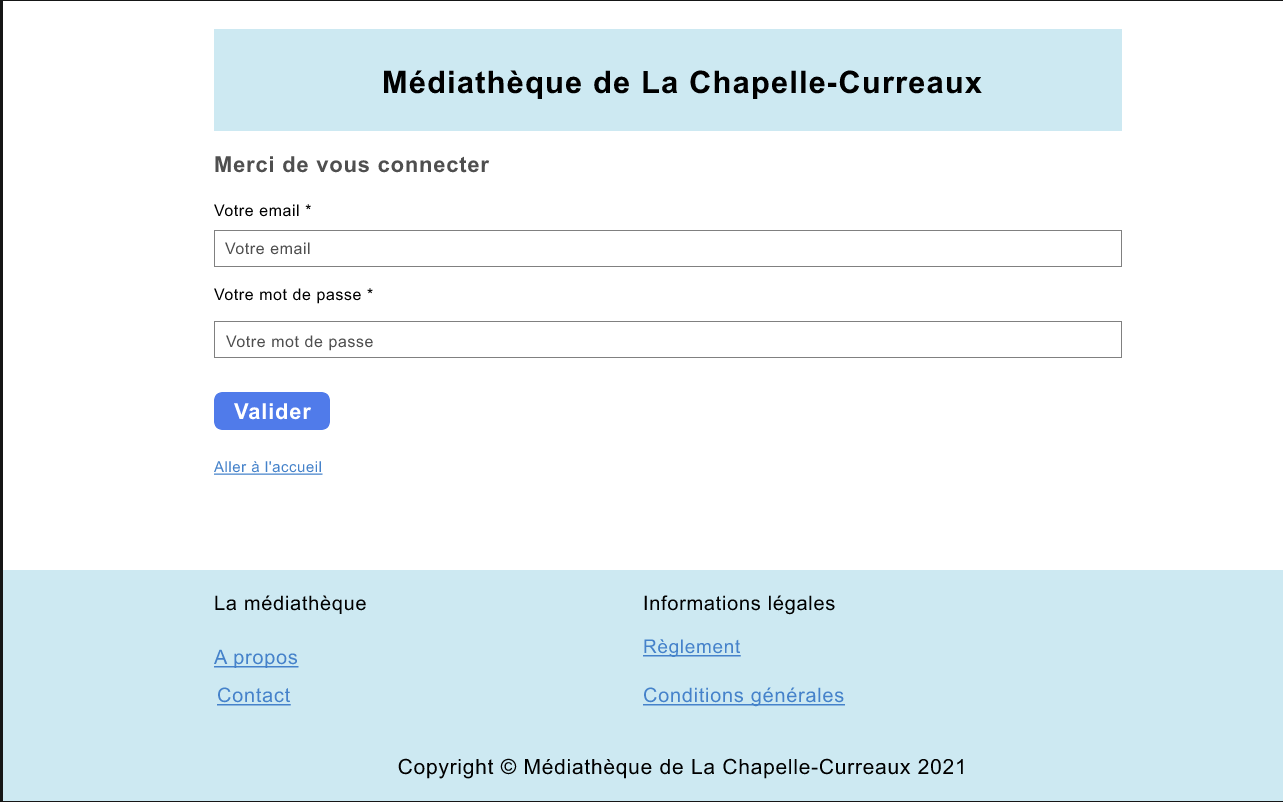 Médiathèque de La Chapelle-Curreaux
Merci de vous connecter
Votre email *
Votre email
Votre mot de passe *
Votre mot de passe
Valider
Aller à l'accueil
La médiathèque
A propos
Contact
Informations légales
Règlement
Conditions générales
Copyright © Médiathèque de La Chapelle-Curreaux 2021